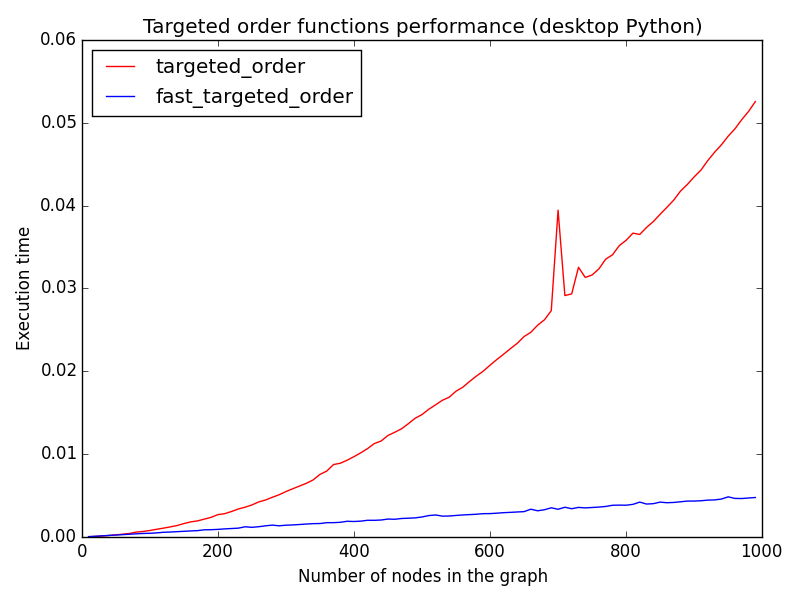 Targeted order functions performance (desktop Python)
targeted_order
fast_targeted_order
0.06
0.05
0.04
0.03
0.02
0.01
0.00
Execution time
0 200 400 600 800 1000
Number of nodes in the graph